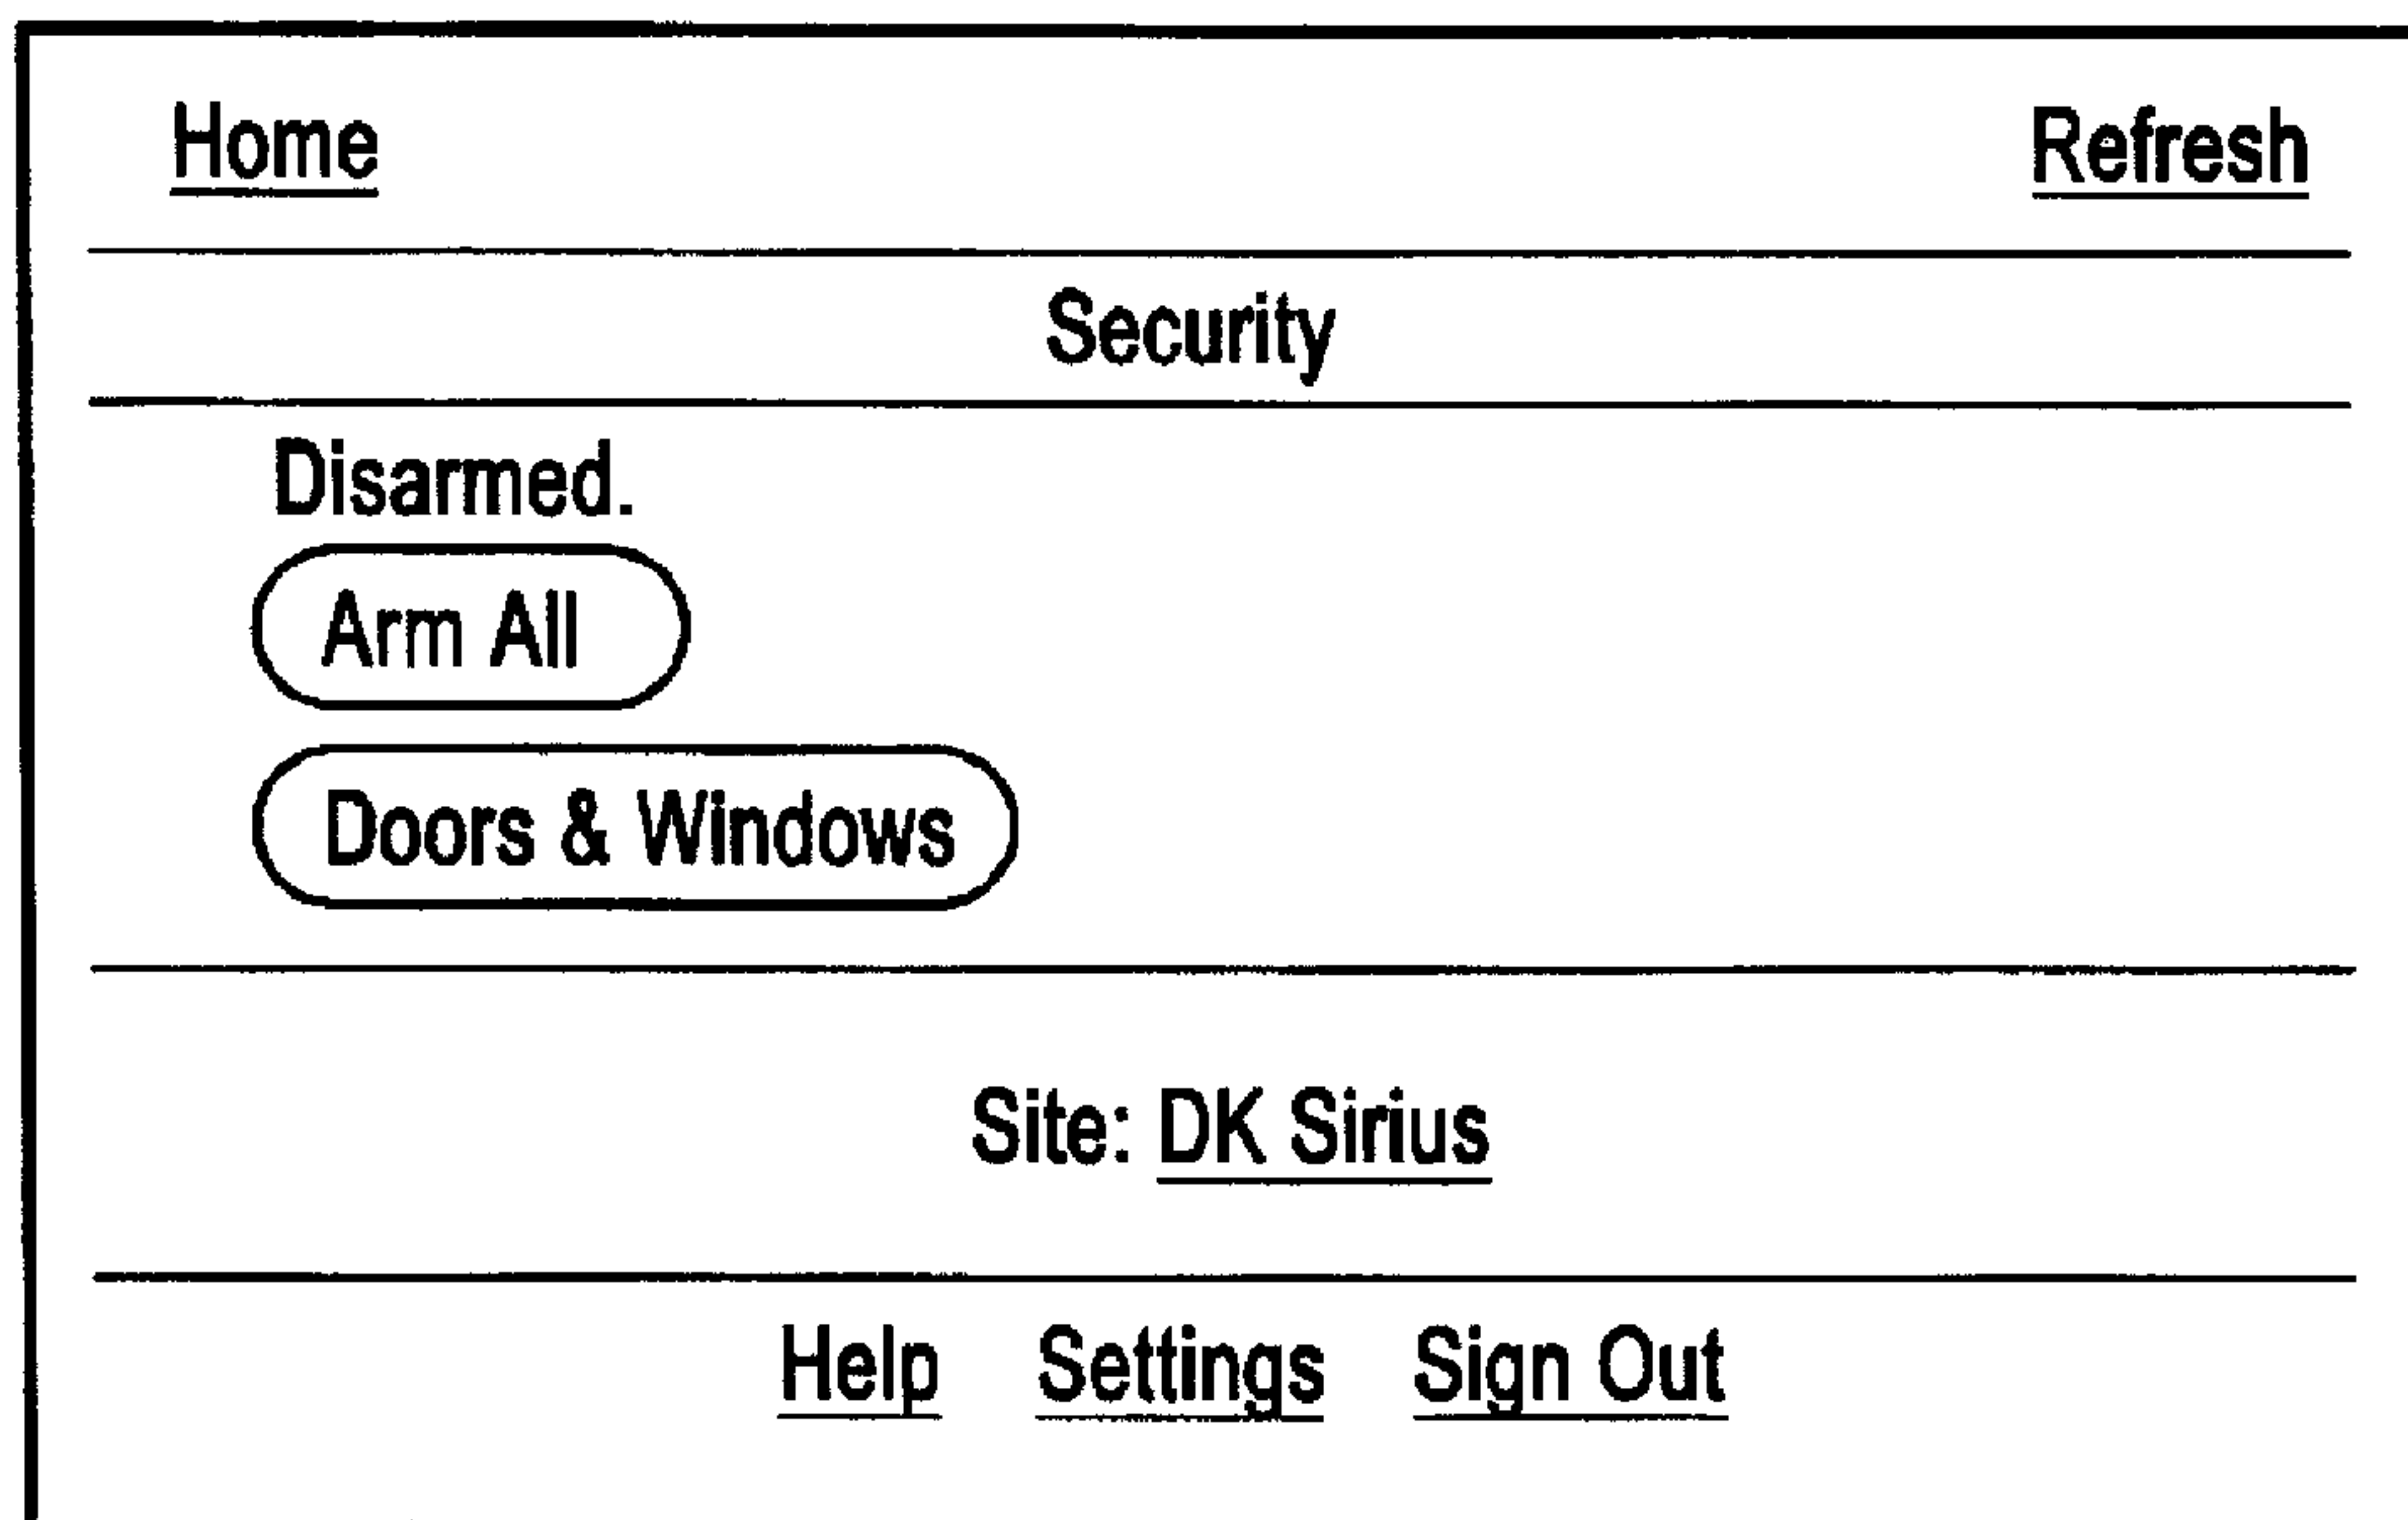 Home Refresh
Security
Disarmed.
Arm All
Doors & Windows
Site: DK Sirius
Help Settings Sign Out